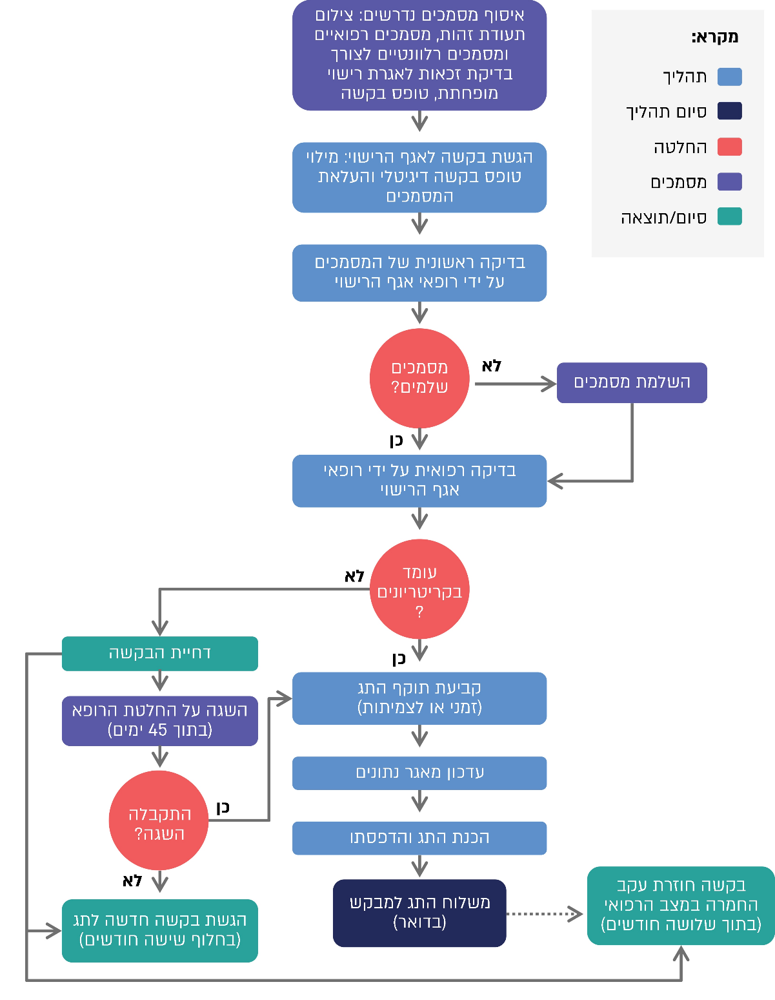 איסוף מסמכים נדרשים: צילום
תעודת זהות, מסמכים רפואיים
ומסמכים רלוונטיים לצורך
בדיקת זכאות לאגרת רישוי
מופחתת, טופס בקשה
מקרא:
תהליך
סיום תהליך
החלטה
מסמכים
סיום/תוצאה
הגשת בקשה לאגף הרישוי: מילוי
טופס בקשה דיגיטלי והעלאת
המסמכים
בדיקה ראשונית של המסמכים
על ידי רופאי אגף הרישוי
מסמכים
שלמים?
לא
השלמת מסמכים
כן
בדיקה רפואית על ידי רופאי
אגף הרישוי
עומד
בקריטריונים
?
לא
כן
דחיית הבקשה
השגה על החלטת הרופא
(בתוך 45 ימים)
התקבלה
השגה?
כן
לא
הגשת בקשה חדשה לתג
(בחלוף שישה חודשים)
קביעת תוקף התג
(זמני או לצמיתות)
עדכון מאגר נתונים
הכנת התג והדפסתו
משלוח התג למבקש
(בדואר)
בקשה חוזרת עקב
החמרה במצב הרפואי
(בתוך שלושה חודשים)